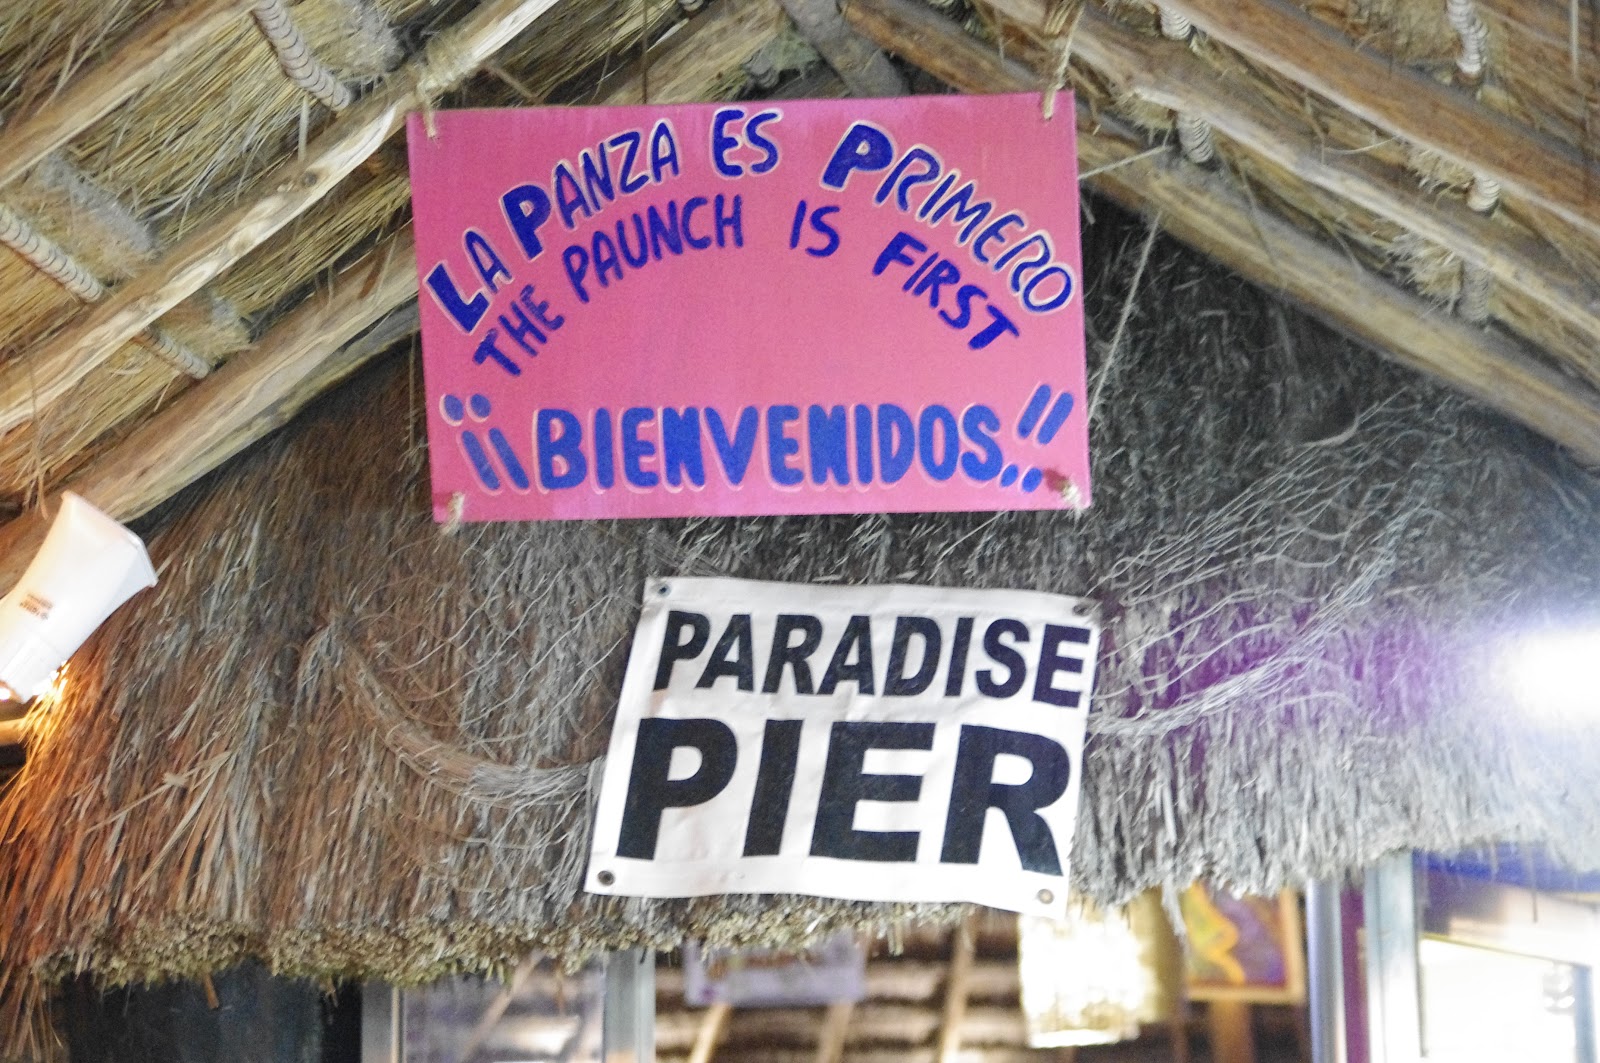 LA PANZA ES PRIMERO
THE PAUNCH IS FIRST
¡¡BIENVENIDOS!!
PARADISE
PIER